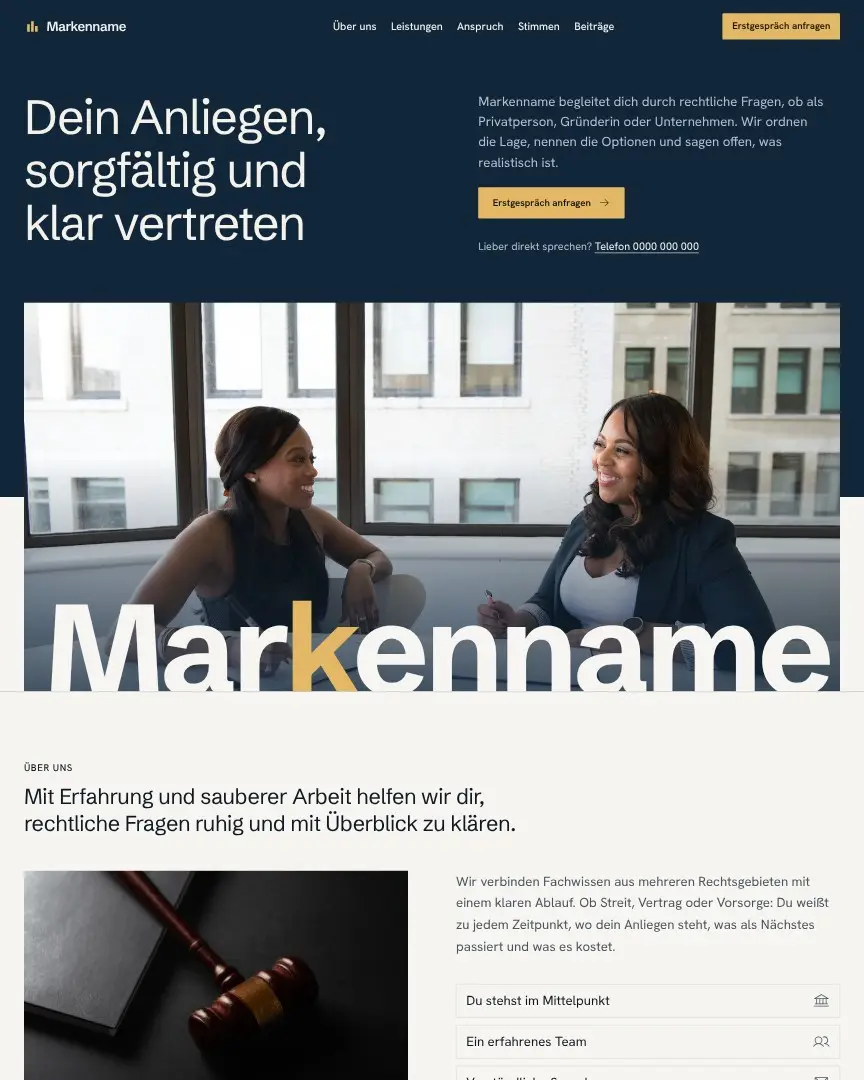 Markenname
Über uns
Leistungen
Anspruch
Stimmen
Beiträge
Erstgespräch anfragen
Dein Anliegen,
sorgfältig und
klar vertreten
Markenname begleitet dich durch rechtliche Fragen, ob als
Privatperson, Gründerin oder Unternehmen. Wir ordnen
die Lage, nennen die Optionen und sagen offen, was
realistisch ist.
Erstgespräch anfragen
Lieber direkt sprechen? Telefon 0000 000 000
Markenname
ÜBER UNS
Mit Erfahrung und sauberer Arbeit helfen wir dir,
rechtliche Fragen ruhig und mit Überblick zu klären.
Wir verbinden Fachwissen aus mehreren Rechtsgebieten mit
einem klaren Ablauf. Ob Streit, Vertrag oder Vorsorge: Du weißt
zu jedem Zeitpunkt, wo dein Anliegen steht, was als Nächstes
passiert und was es kostet.
Du stehst im Mittelpunkt
Ein erfahrenes Team